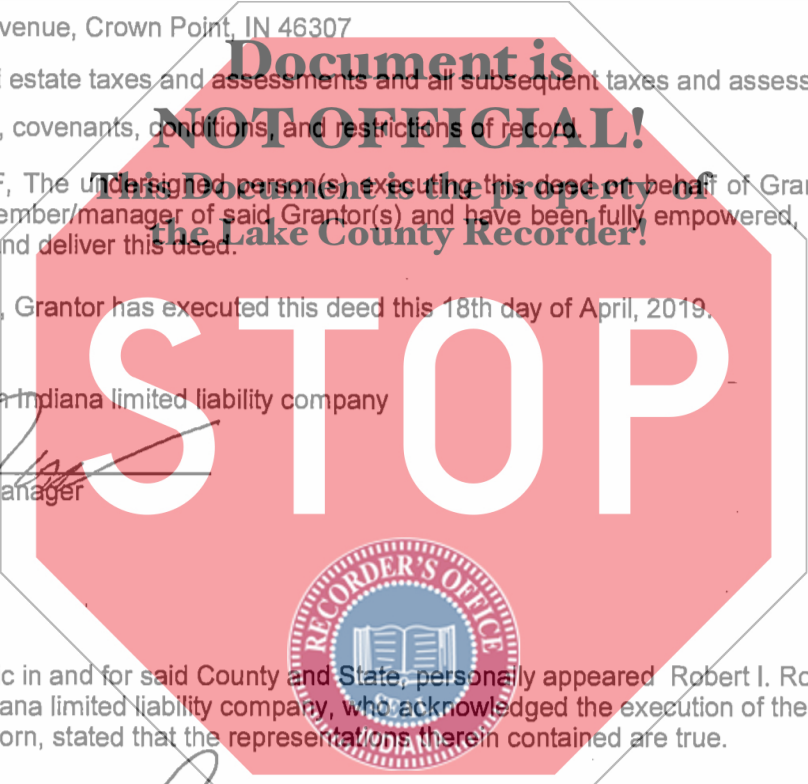 venue, Crown Point, IN 46307
Document is
estate taxes and assessments and all subsequent taxes and assess
NOT OFFICIAL!
, covenants, conditions, and restrictions of record.
This Document is the property of
, The undersigned person(s) executing this deed on behalf of Gran
ember/manager of said Grantor(s) and have been fully empowered,
the Lake County Recorder!
nd deliver this deed.
, Grantor has executed this deed this 18th day of April, 2019.
STOP
n Indiana limited liability company
anager
RECORDER'S OFFICE
c in and for said County and State, personally appeared Robert I. Ro
ana limited liability company, who acknowledged the execution of the
SEAL
orn, stated that the representations therein contained are true.
INDIANA